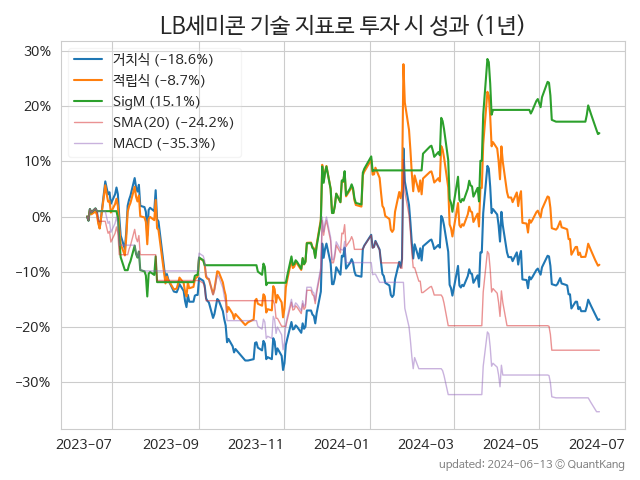 LB세미콘 기술 지표로 투자 시 성과 (1년)
30%
20%
10%
0%
−10%
−20%
−30%
거치식 (−18.6%)
적립식 (−8.7%)
SigM (15.1%)
SMA(20) (−24.2%)
MACD (−35.3%)
2023-07 2023-09 2023-11 2024-01 2024-03 2024-05 2024-07
updated: 2024-06-13 ⓒ QuantKang